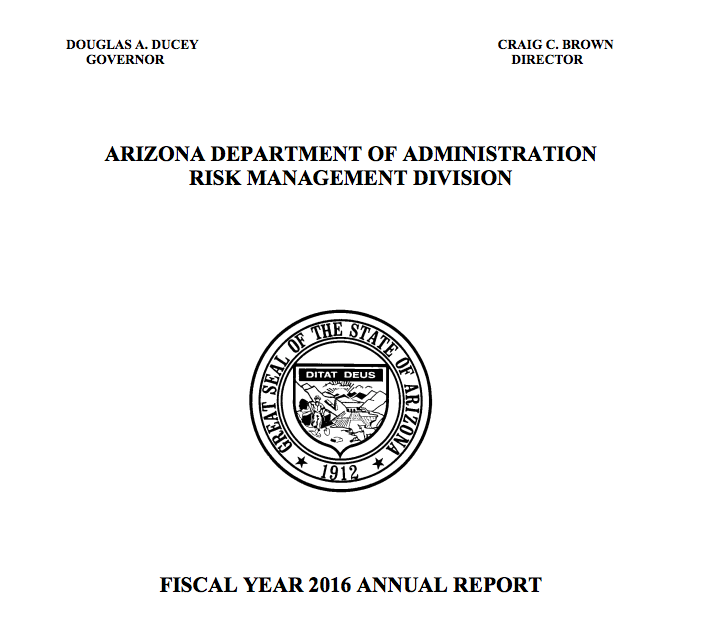 DOUGLAS A. DUCEY
GOVERNOR
CRAIG C. BROWN
DIRECTOR
ARIZONA DEPARTMENT OF ADMINISTRATION
RISK MANAGEMENT DIVISION
GREAT SEAL OF THE STATE OF ARIZONA
DITAT DEUS
1912
FISCAL YEAR 2016 ANNUAL REPORT